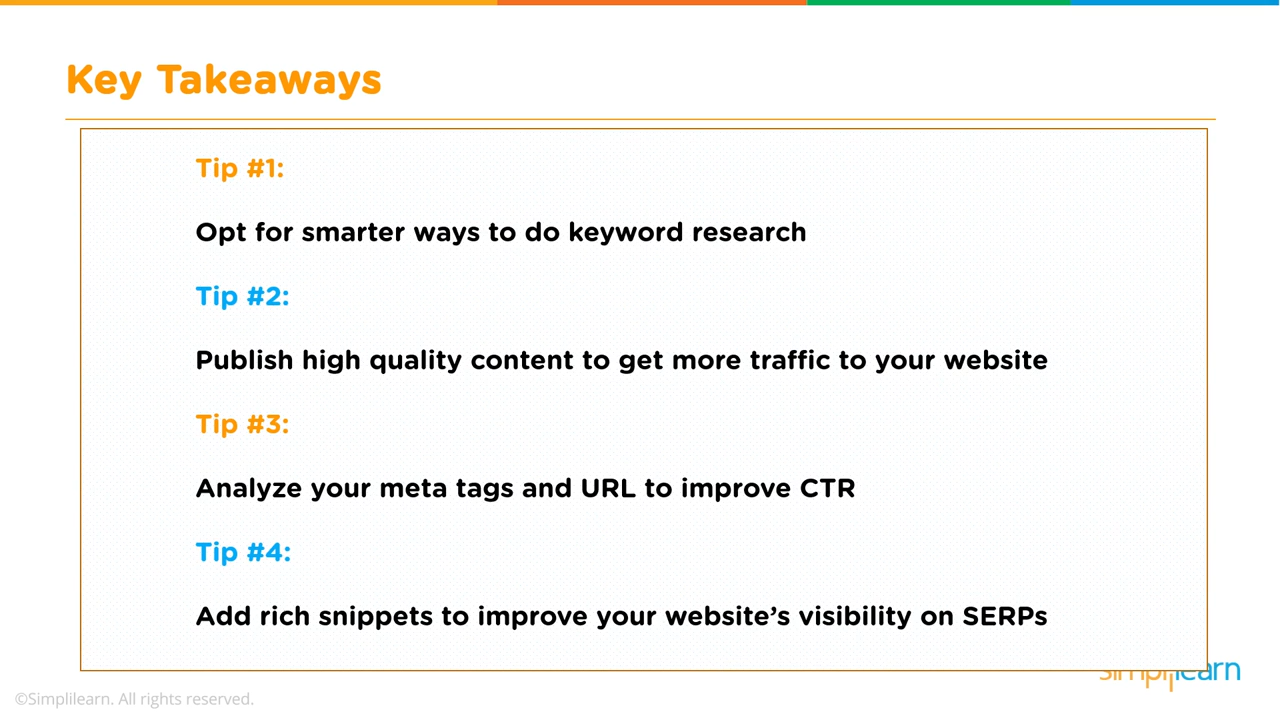 Key Takeaways
Tip #1:
Opt for smarter ways to do keyword research
Tip #2:
Publish high quality content to get more traffic to your website
Tip #3:
Analyze your meta tags and URL to improve CTR
Tip #4:
Add rich snippets to improve your website’s visibility on SERPs
simplilearn
©Simplilearn. All rights reserved.